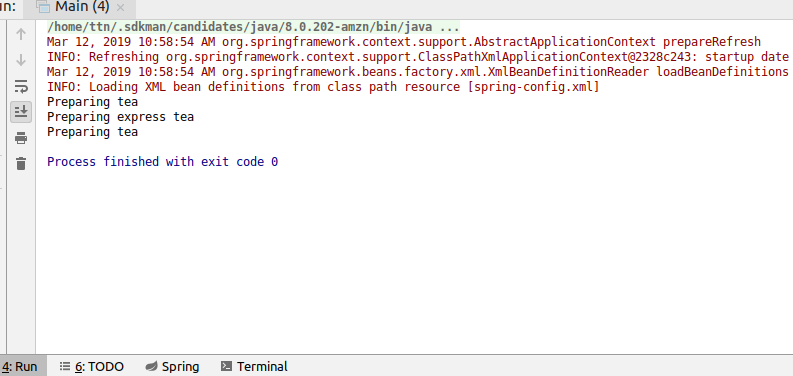 un: Main (4)
/home/ttn/.sdkman/candidates/java/8.0.202-amzn/bin/java ...
Mar 12, 2019 10:58:54 AM org.springframework.context.support.AbstractApplicationContext prepareRefresh
INFO: Refreshing org.springframework.context.support.ClassPathXmlApplicationContext@2328c243: startup date
Mar 12, 2019 10:58:54 AM org.springframework.beans.factory.xml.XmlBeanDefinitionReader loadBeanDefinitions
INFO: Loading XML bean definitions from class path resource [spring-config.xml]
Preparing tea
Preparing express tea
Preparing tea
Process finished with exit code 0
4: Run 6: TODO Spring Terminal